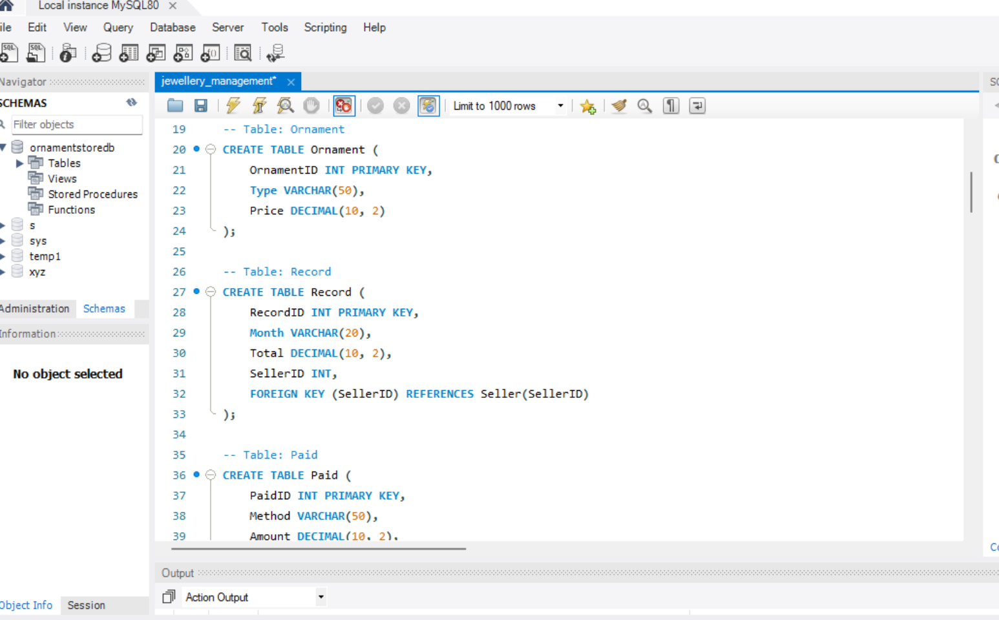 Local instance MySQL80
ile Edit View Query Database Server Tools Scripting Help
Navigator
SCHEMAS
Filter objects
ornamentstoredb
Tables
Views
Stored Procedures
Functions
s
sys
temp1
xyz
Administration Schemas
Information
No object selected
Object Info Session
jewellery_management*
Limit to 1000 rows
19 -- Table: Ornament
20 CREATE TABLE Ornament (
21 OrnamentID INT PRIMARY KEY,
22 Type VARCHAR(50),
23 Price DECIMAL(10, 2)
24 );
25
26 -- Table: Record
27 CREATE TABLE Record (
28 RecordID INT PRIMARY KEY,
29 Month VARCHAR(20),
30 Total DECIMAL(10, 2),
31 SellerID INT,
32 FOREIGN KEY (SellerID) REFERENCES Seller(SellerID)
33 );
34
35 -- Table: Paid
36 CREATE TABLE Paid (
37 PaidID INT PRIMARY KEY,
38 Method VARCHAR(50),
39 Amount DECIMAL(10, 2),
Output
Action Output